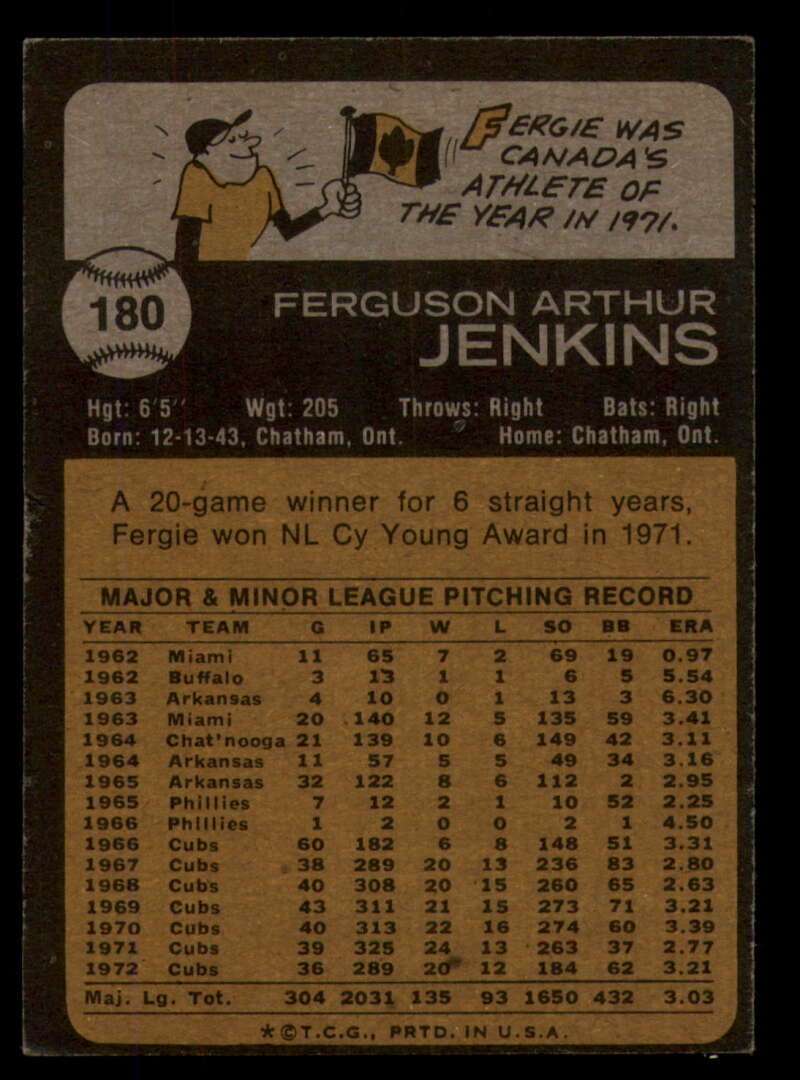 FERGIE WAS
CANADA'S
ATHLETE OF
THE YEAR IN 1971.
180
FERGUSON ARTHUR
JENKINS
Hgt: 6'5'' Wgt: 205 Throws: Right Bats: Right
Born: 12-13-43, Chatham, Ont. Home: Chatham, Ont.
A 20-game winner for 6 straight years,
Fergie won NL Cy Young Award in 1971.
MAJOR & MINOR LEAGUE PITCHING RECORD
YEAR TEAM G IP W L SO BB ERA
1962 Miami 11 65 7 2 69 19 0.97
1962 Buffalo 3 13 1 1 6 5 5.54
1963 Arkansas 4 10 0 1 13 3 6.30
1963 Miami 20 140 12 5 135 59 3.41
1964 Chat'nooga 21 139 10 6 149 42 3.11
1964 Arkansas 11 57 5 5 49 34 3.16
1965 Arkansas 32 122 8 6 112 2 2.95
1965 Phillies 7 12 2 1 10 52 2.25
1966 Phillies 1 2 0 0 2 1 4.50
1966 Cubs 60 182 6 8 148 51 3.31
1967 Cubs 38 289 20 13 236 83 2.80
1968 Cubs 40 308 20 15 260 65 2.63
1969 Cubs 43 311 21 15 273 71 3.21
1970 Cubs 40 313 22 16 274 60 3.39
1971 Cubs 39 325 24 13 263 37 2.77
1972 Cubs 36 289 20 12 184 62 3.21
Maj. Lg. Tot. 304 2031 135 93 1650 432 3.03
*©T.C.G., PRTD. IN U.S.A.